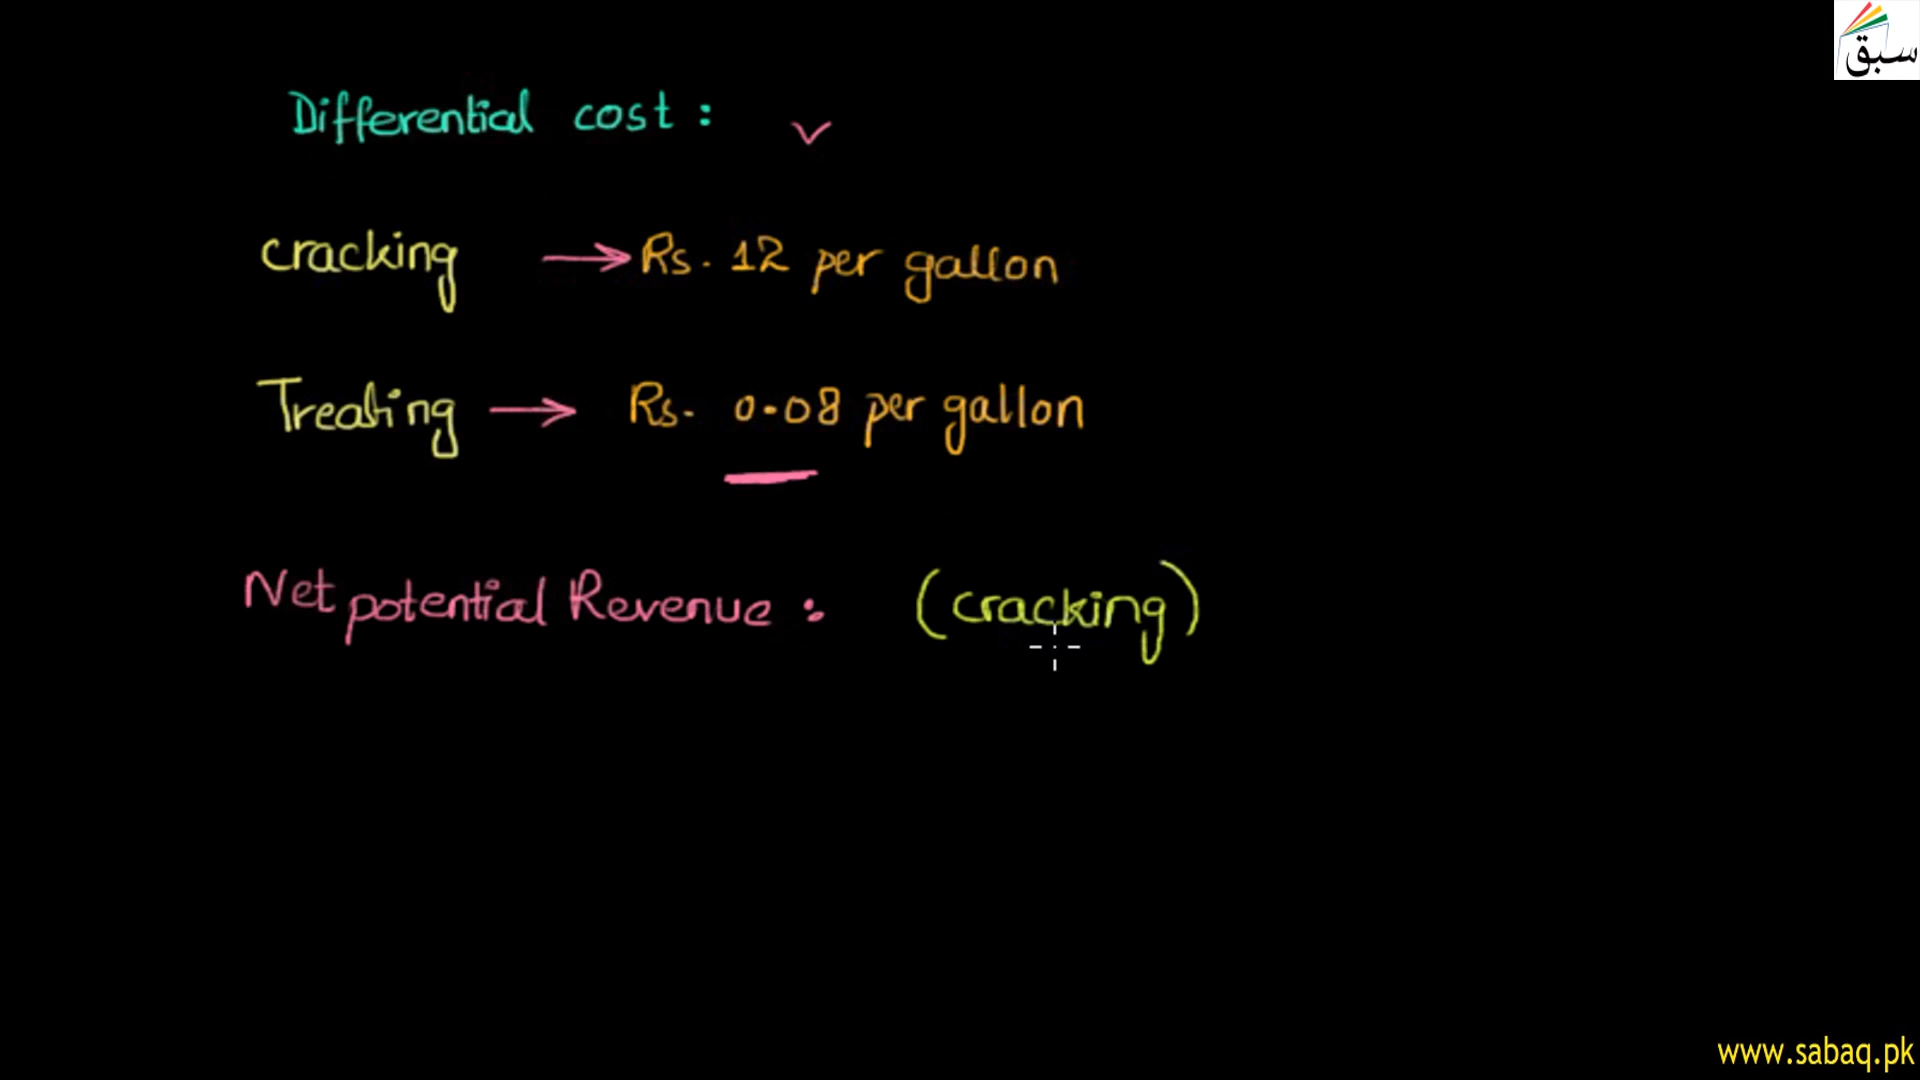 سبق
Differential cost :
cracking → Rs. 12 per gallon
Treating → Rs. 0.08 per gallon
Net potential Revenue : (cracking)
www.sabaq.pk